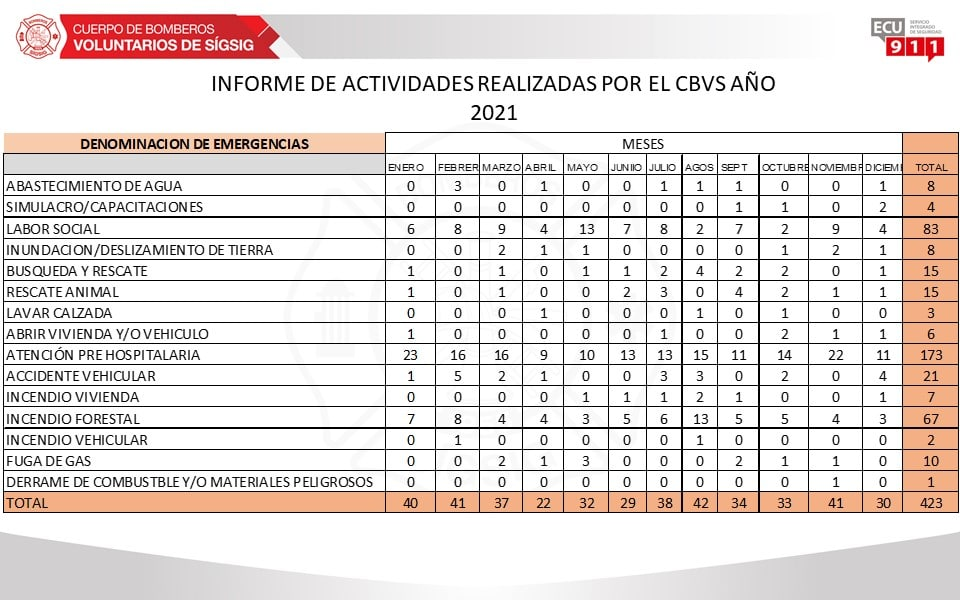 CUERPO DE BOMBEROS
VOLUNTARIOS DE SÍGSIG
ECU
911
SERVICIO
INTEGRADO
DE SEGURIDAD
INFORME DE ACTIVIDADES REALIZADAS POR EL CBVS AÑO
2021
DENOMINACION DE EMERGENCIAS MESES
ENERO FEBRER MARZO ABRIL MAYO JUNIO JULIO AGOS SEPT OCTUBRE NOVIEMBR DICIEM TOTAL
ABASTECIMIENTO DE AGUA 0 3 0 1 0 0 1 1 1 0 0 1 8
SIMULACRO/CAPACITACIONES 0 0 0 0 0 0 0 0 1 1 0 2 4
LABOR SOCIAL 6 8 9 4 13 7 8 2 7 2 9 4 83
INUNDACION/DESLIZAMIENTO DE TIERRA 0 0 2 1 1 0 0 0 0 1 2 1 8
BUSQUEDA Y RESCATE 1 0 1 0 1 1 2 4 2 2 0 1 15
RESCATE ANIMAL 1 0 1 0 0 2 3 0 4 2 1 1 15
LAVAR CALZADA 0 0 0 1 0 0 0 1 0 1 0 0 3
ABRIR VIVIENDA Y/O VEHICULO 1 0 0 0 0 0 1 0 0 2 1 1 6
ATENCIÓN PRE HOSPITALARIA 23 16 16 9 10 13 13 15 11 14 22 11 173
ACCIDENTE VEHICULAR 1 5 2 1 0 0 3 3 0 2 0 4 21
INCENDIO VIVIENDA 0 0 0 0 1 1 1 2 1 0 0 1 7
INCENDIO FORESTAL 7 8 4 4 3 5 6 13 5 5 4 3 67
INCENDIO VEHICULAR 0 1 0 0 0 0 0 1 0 0 0 0 2
FUGA DE GAS 0 0 2 1 3 0 0 0 2 1 1 0 10
DERRAME DE COMBUSTBLE Y/O MATERIALES PELIGROSOS 0 0 0 0 0 0 0 0 0 0 1 0 1
TOTAL 40 41 37 22 32 29 38 42 34 33 41 30 423